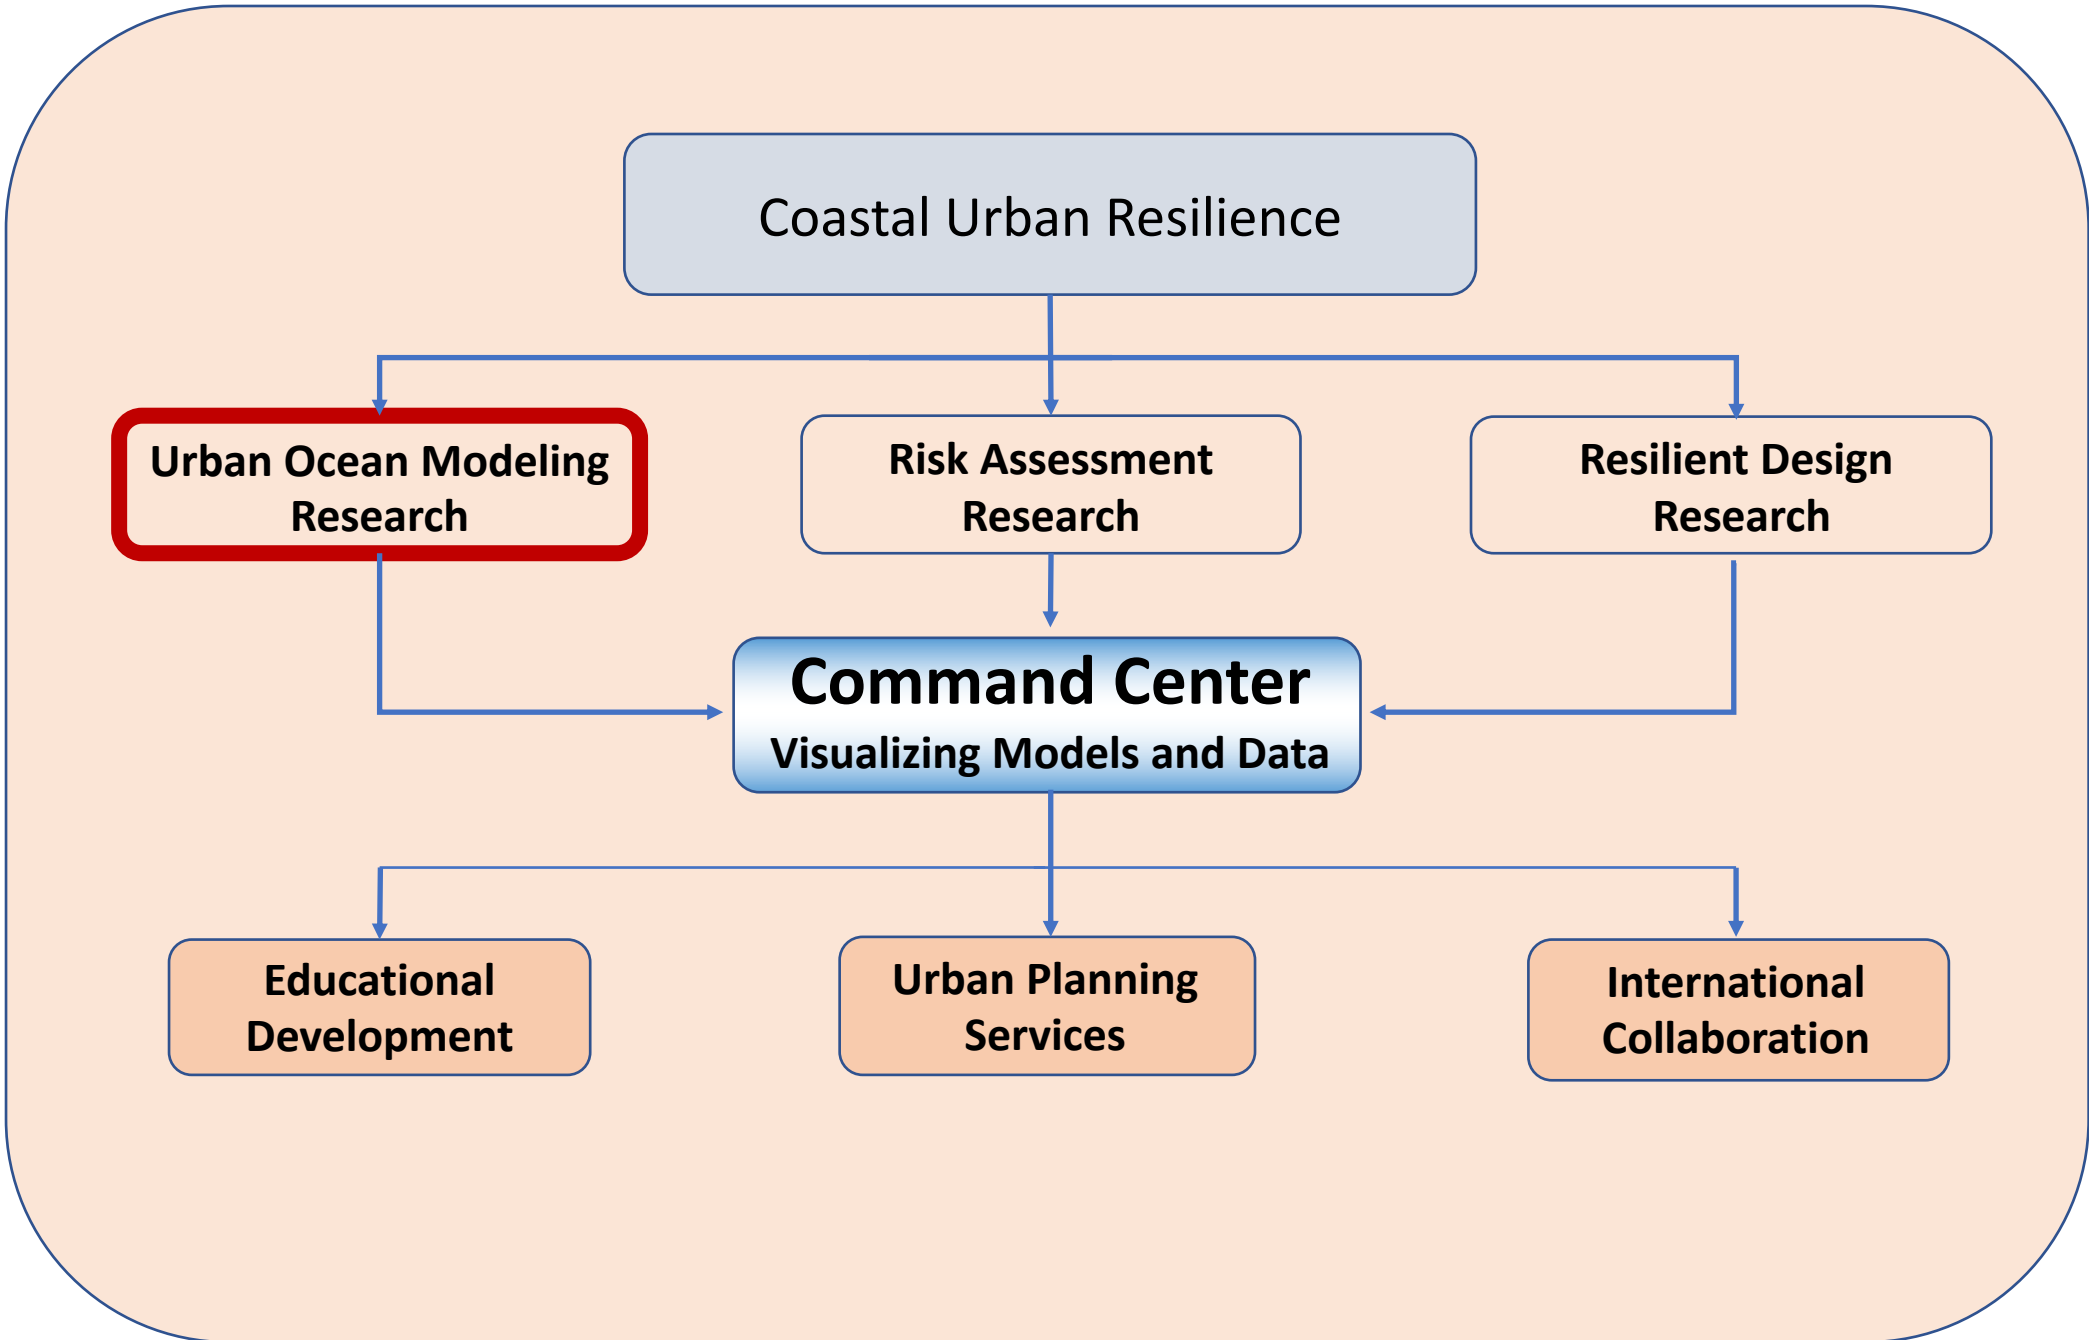 Coastal Urban Resilience
Urban Ocean Modeling
Research
Risk Assessment
Research
Resilient Design
Research
Command Center
Visualizing Models and Data
Educational
Development
Urban Planning
Services
International
Collaboration